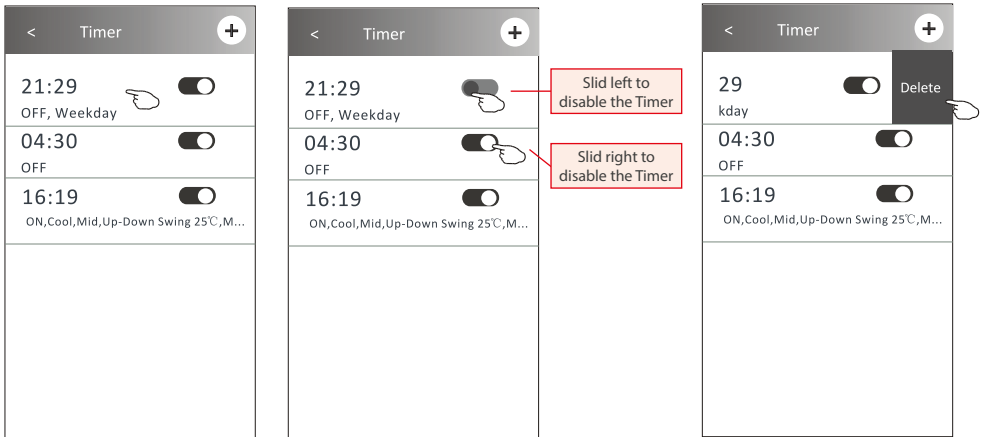 < Timer +
21:29
OFF, Weekday
04:30
OFF
16:19
ON,Cool,Mid,Up-Down Swing 25℃,M...
< Timer +
21:29
OFF, Weekday
04:30
OFF
16:19
ON,Cool,Mid,Up-Down Swing 25℃,M...
Slid left to
disable the Timer
Slid right to
disable the Timer
< Timer +
29
kday
Delete
04:30
OFF
16:19
ON,Cool,Mid,Up-Down Swing 25℃,M...